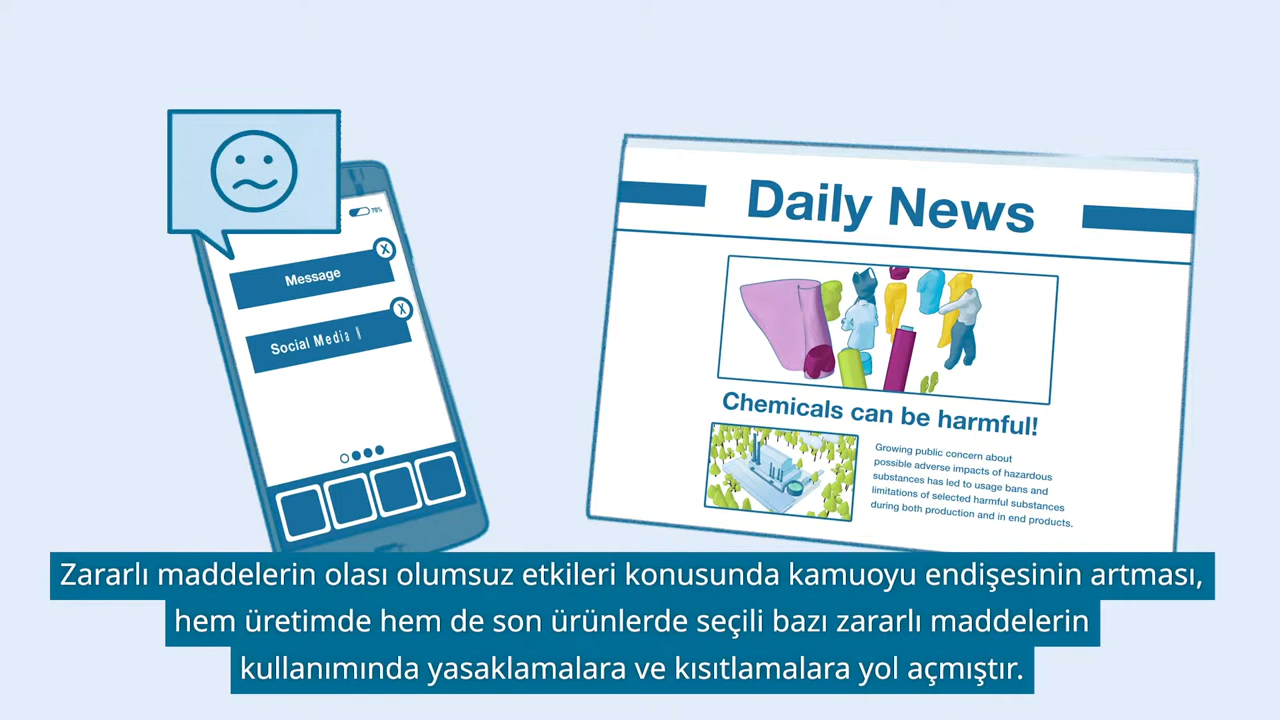 70%
X
Message
X
Social Media
Daily News
Chemicals can be harmful!
Growing public concern about
possible adverse impacts of hazardous
substances has led to usage bans and
limitations of selected harmful substances
during both production and in end products.
Zararlı maddelerin olası olumsuz etkileri konusunda kamuoyu endişesinin artması,
hem üretimde hem de son ürünlerde seçili bazı zararlı maddelerin
kullanımında yasaklamalara ve kısıtlamalara yol açmıştır.